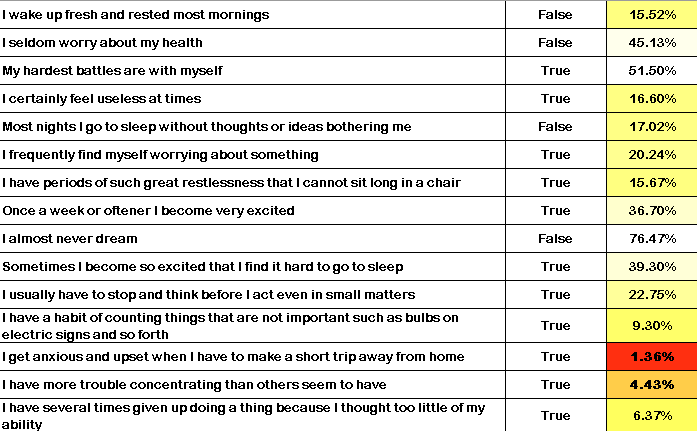 I wake up fresh and rested most mornings False 15.52%
I seldom worry about my health False 45.13%
My hardest battles are with myself True 51.50%
I certainly feel useless at times True 16.60%
Most nights I go to sleep without thoughts or ideas bothering me False 17.02%
I frequently find myself worrying about something True 20.24%
I have periods of such great restlessness that I cannot sit long in a chair True 15.67%
Once a week or oftener I become very excited True 36.70%
I almost never dream False 76.47%
Sometimes I become so excited that I find it hard to go to sleep True 39.30%
I usually have to stop and think before I act even in small matters True 22.75%
I have a habit of counting things that are not important such as bulbs on
electric signs and so forth True 9.30%
I get anxious and upset when I have to make a short trip away from home True 1.36%
I have more trouble concentrating than others seem to have True 4.43%
I have several times given up doing a thing because I thought too little of my
ability True 6.37%